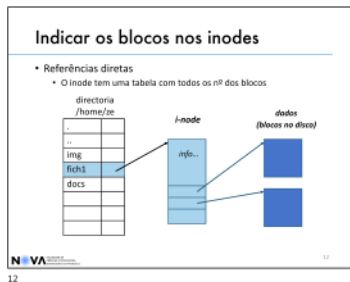 Indicar os blocos nos inodes
• Referências diretas
• O inode tem uma tabela com todos os nº dos blocos
directoria
/home/ze
i-node
dados
(blocos no disco)
.
..
img
fich1
docs
info...
NOVA
12
12